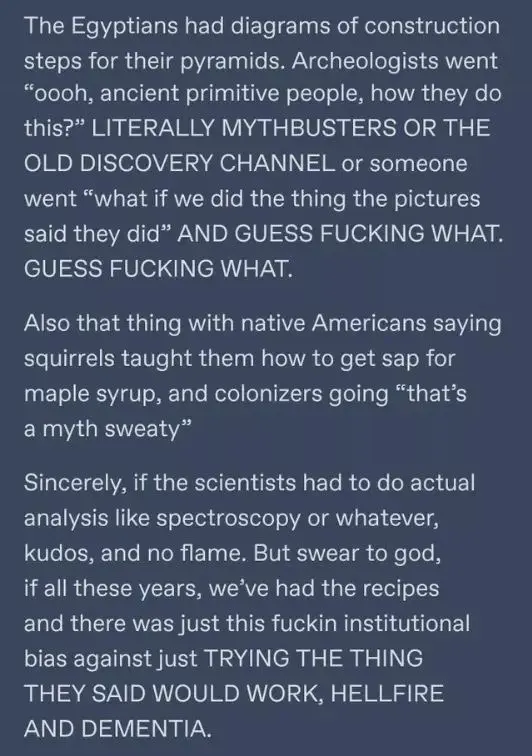 The Egyptians had diagrams of construction
steps for their pyramids. Archeologists went
“oooh, ancient primitive people, how they do
this?” LITERALLY MYTHBUSTERS OR THE
OLD DISCOVERY CHANNEL or someone
went “what if we did the thing the pictures
said they did” AND GUESS FUCKING WHAT.
GUESS FUCKING WHAT.
Also that thing with native Americans saying
squirrels taught them how to get sap for
maple syrup, and colonizers going “that’s
a myth sweaty”
Sincerely, if the scientists had to do actual
analysis like spectroscopy or whatever,
kudos, and no flame. But swear to god,
if all these years, we’ve had the recipes
and there was just this fuckin institutional
bias against just TRYING THE THING
THEY SAID WOULD WORK, HELLFIRE
AND DEMENTIA.